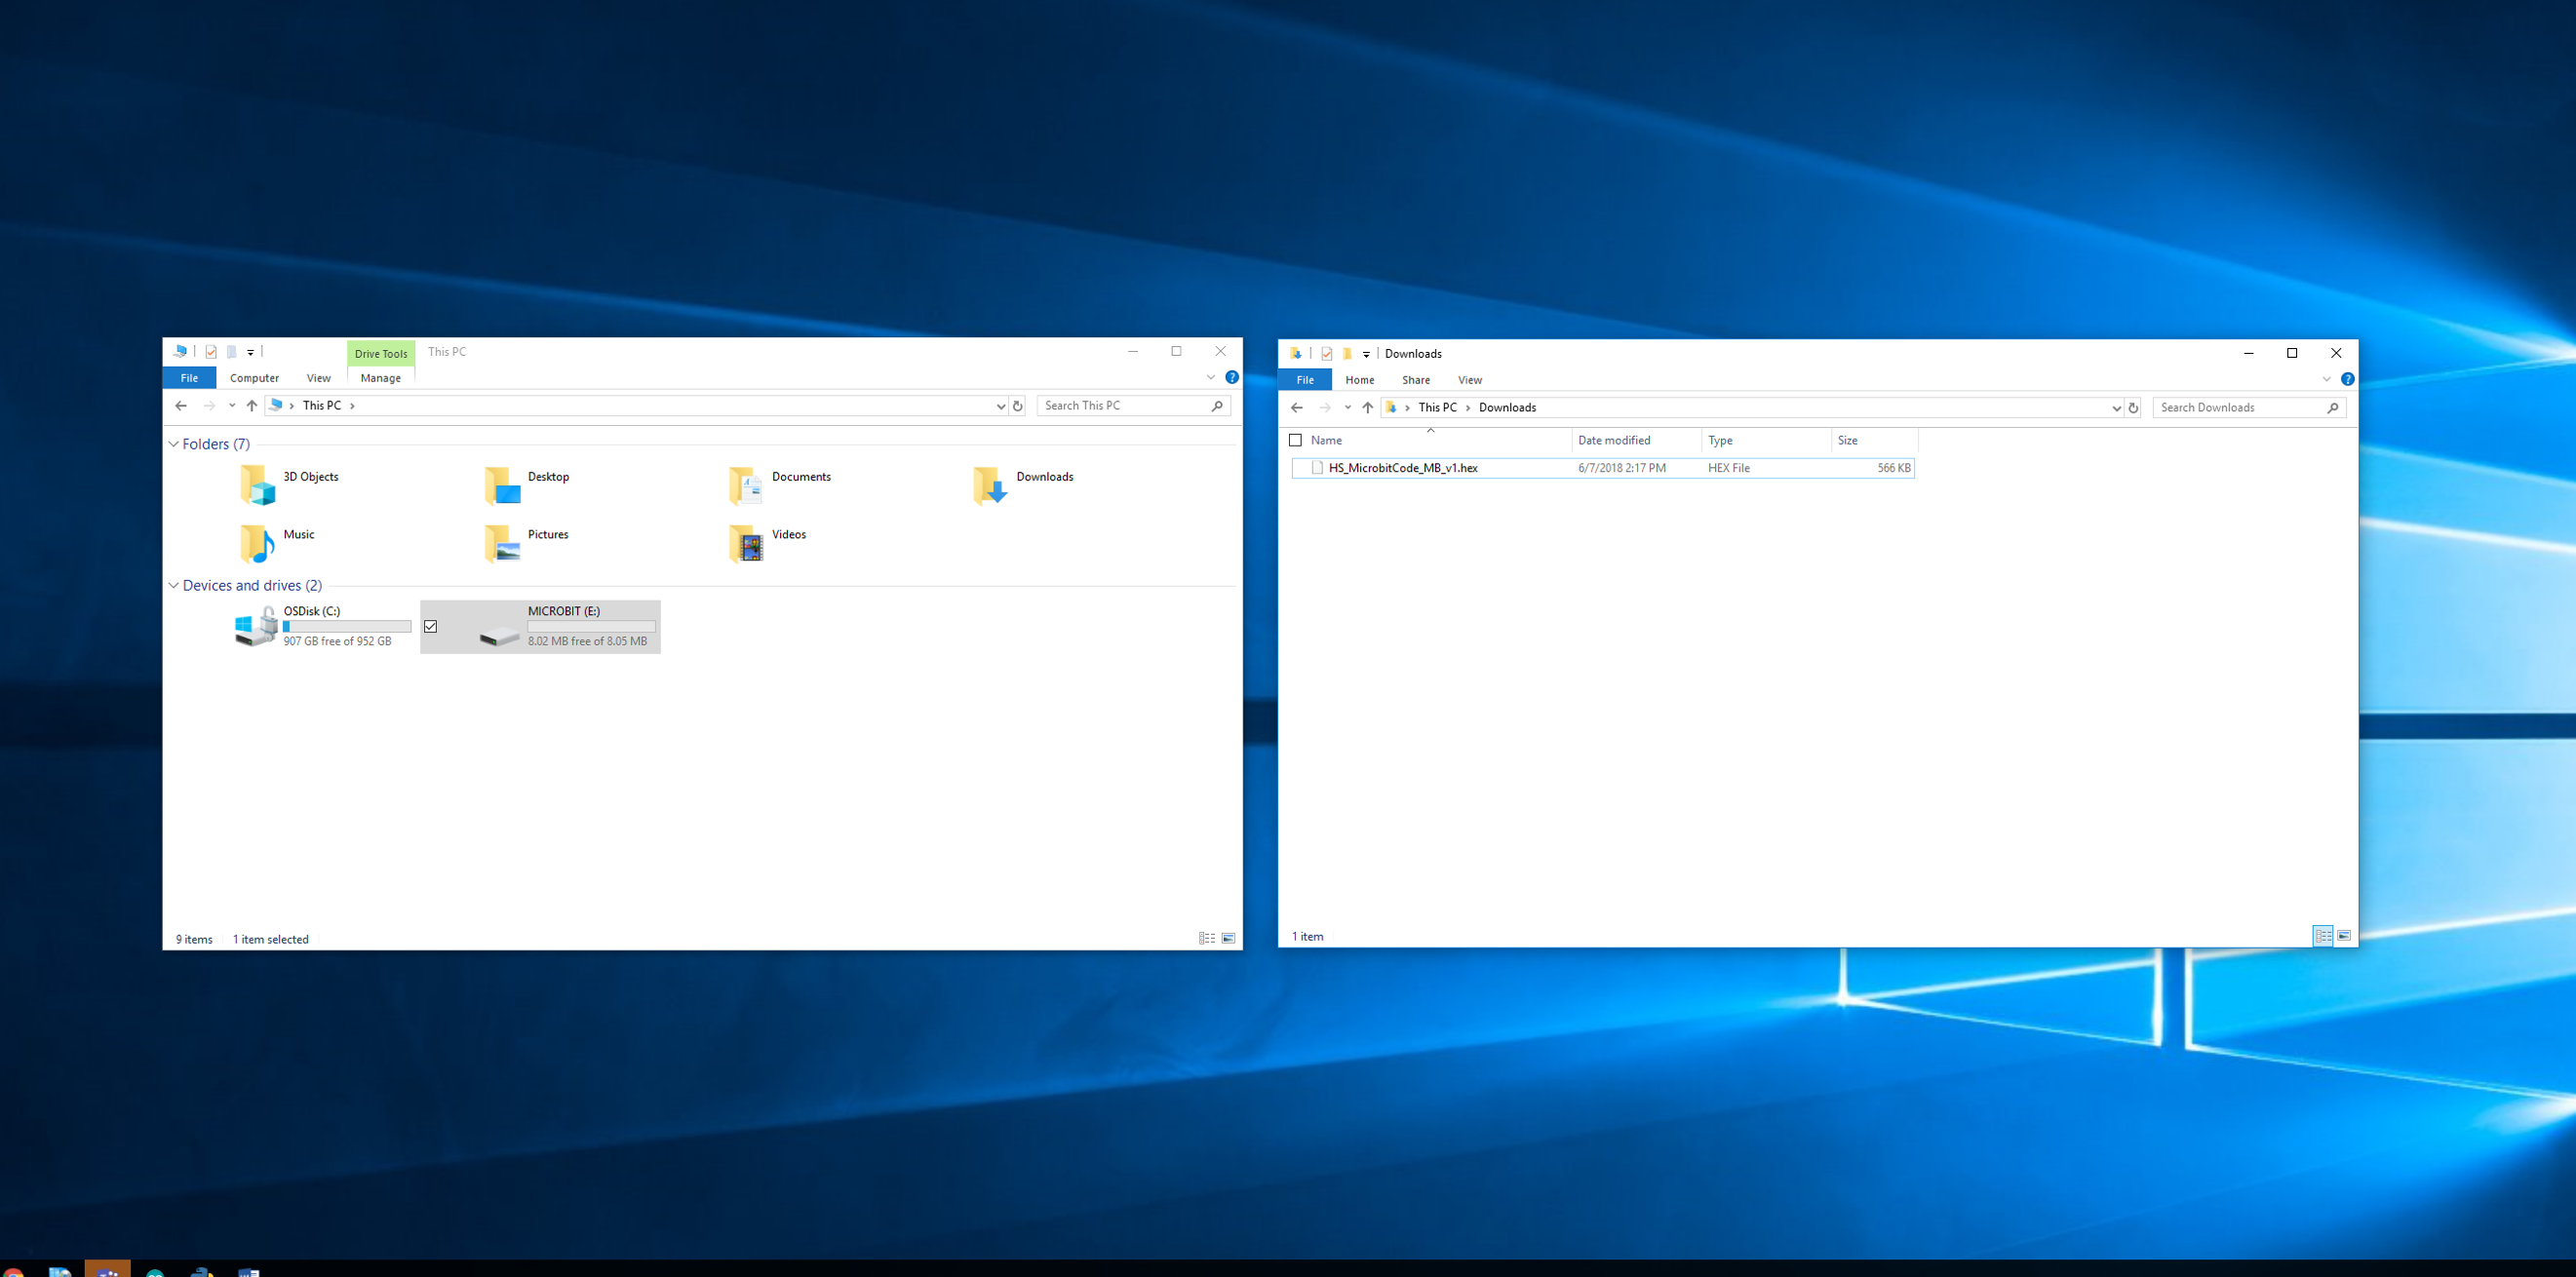 Drive Tools This PC
File Computer View Manage
This PC Search This PC
Folders (7)
3D Objects Desktop Documents Downloads
Music Pictures Videos
Devices and drives (2)
OSDisk (C:) MICROBIT (E:)
907 GB free of 952 GB 8.02 MB free of 8.05 MB
9 items 1 item selected
Downloads
File Home Share View
This PC Downloads Search Downloads
Name Date modified Type Size
HS_MicrobitCode_MB_v1.hex 6/7/2018 2:17 PM HEX File 566 KB
1 item